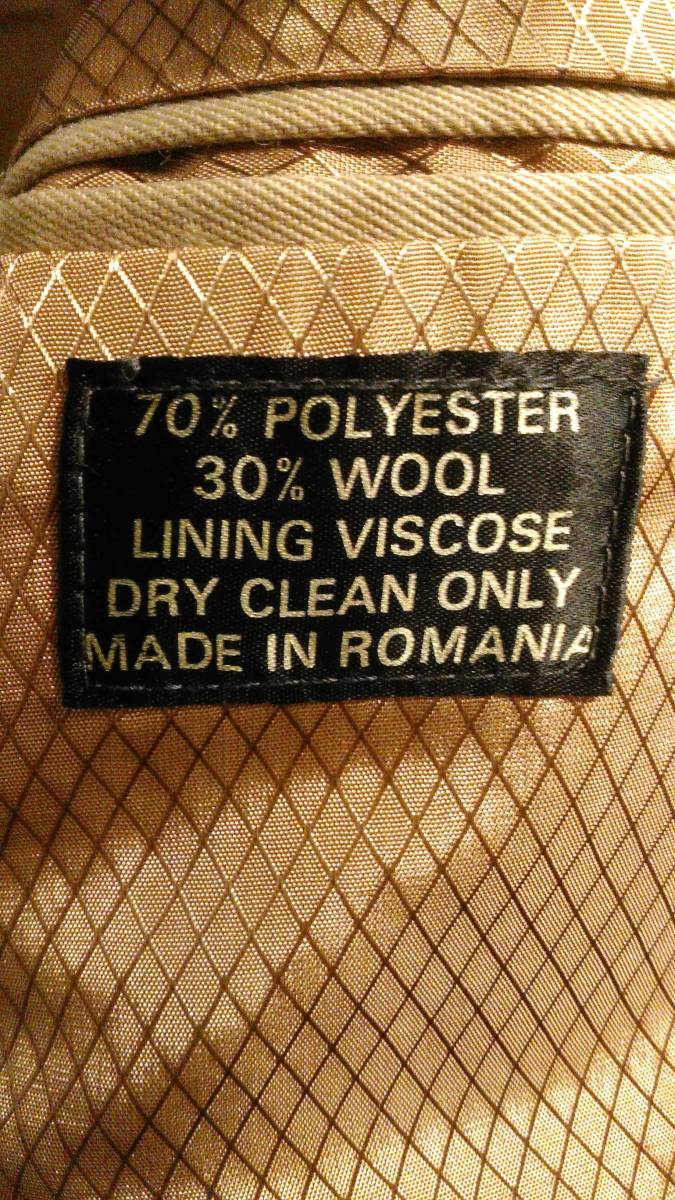 70% POLYESTER
30% WOOL
LINING VISCOSE
DRY CLEAN ONLY
MADE IN ROMANIA